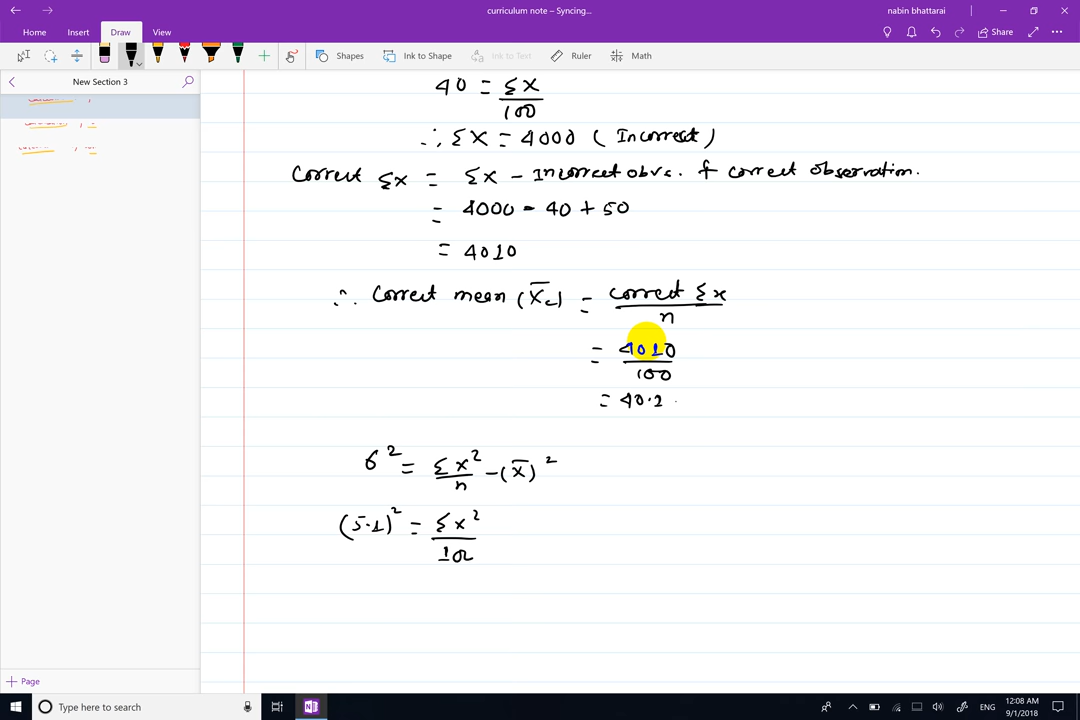 curriculum note – Syncing...
nabin bhattarai
Home Insert Draw View
Share
Shapes Ink to Shape Ink to Text Ruler Math
New Section 3
40 = Σx/100
∴ Σx = 4000 (Incorrect)
Correct Σx = Σx - Incorrect obvs. + correct observation.
= 4000 - 40 + 50
= 4010
∴ Correct mean (x̄c) = correct Σx/n
= 4010/100
= 40.1
σ² = Σx²/n - (x̄)²
(5.1)² = Σx²/100
Page
Type here to search
ENG
12:08 AM
9/1/2018